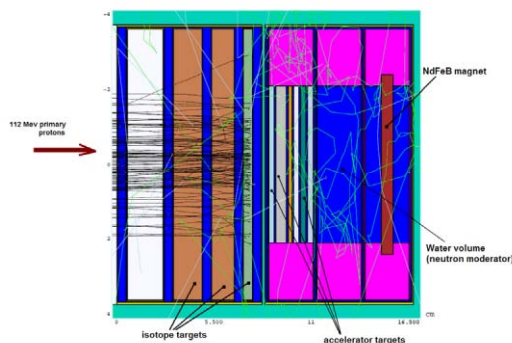 -4
NdFeB magnet
-2
112 Mev primary
protons
0
2
Water volume
(neutron moderator)
4
0
5.500
11
16.500
cm
isotope targets
accelerator targets